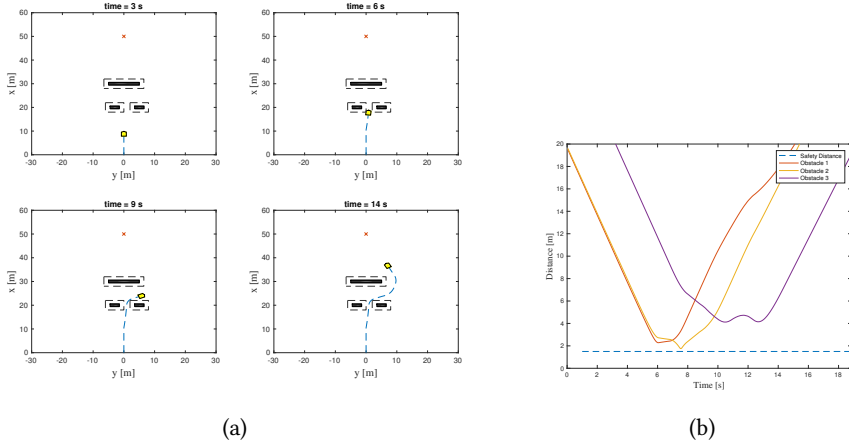 time = 3 s
60
50
40
30
20
10
0
-30 -20 -10 0 10 20 30
x [m]
y [m]
time = 6 s
60
50
40
30
20
10
0
-30 -20 -10 0 10 20 30
x [m]
y [m]
time = 9 s
60
50
40
30
20
10
0
-30 -20 -10 0 10 20 30
x [m]
y [m]
time = 14 s
60
50
40
30
20
10
0
-30 -20 -10 0 10 20 30
x [m]
y [m]
(a)
20
18
16
14
12
10
8
6
4
2
0
0 2 4 6 8 10 12 14 16 18
Distance [m]
Time [s]
Safety Distance
Obstacle 1
Obstacle 2
Obstacle 3
(b)